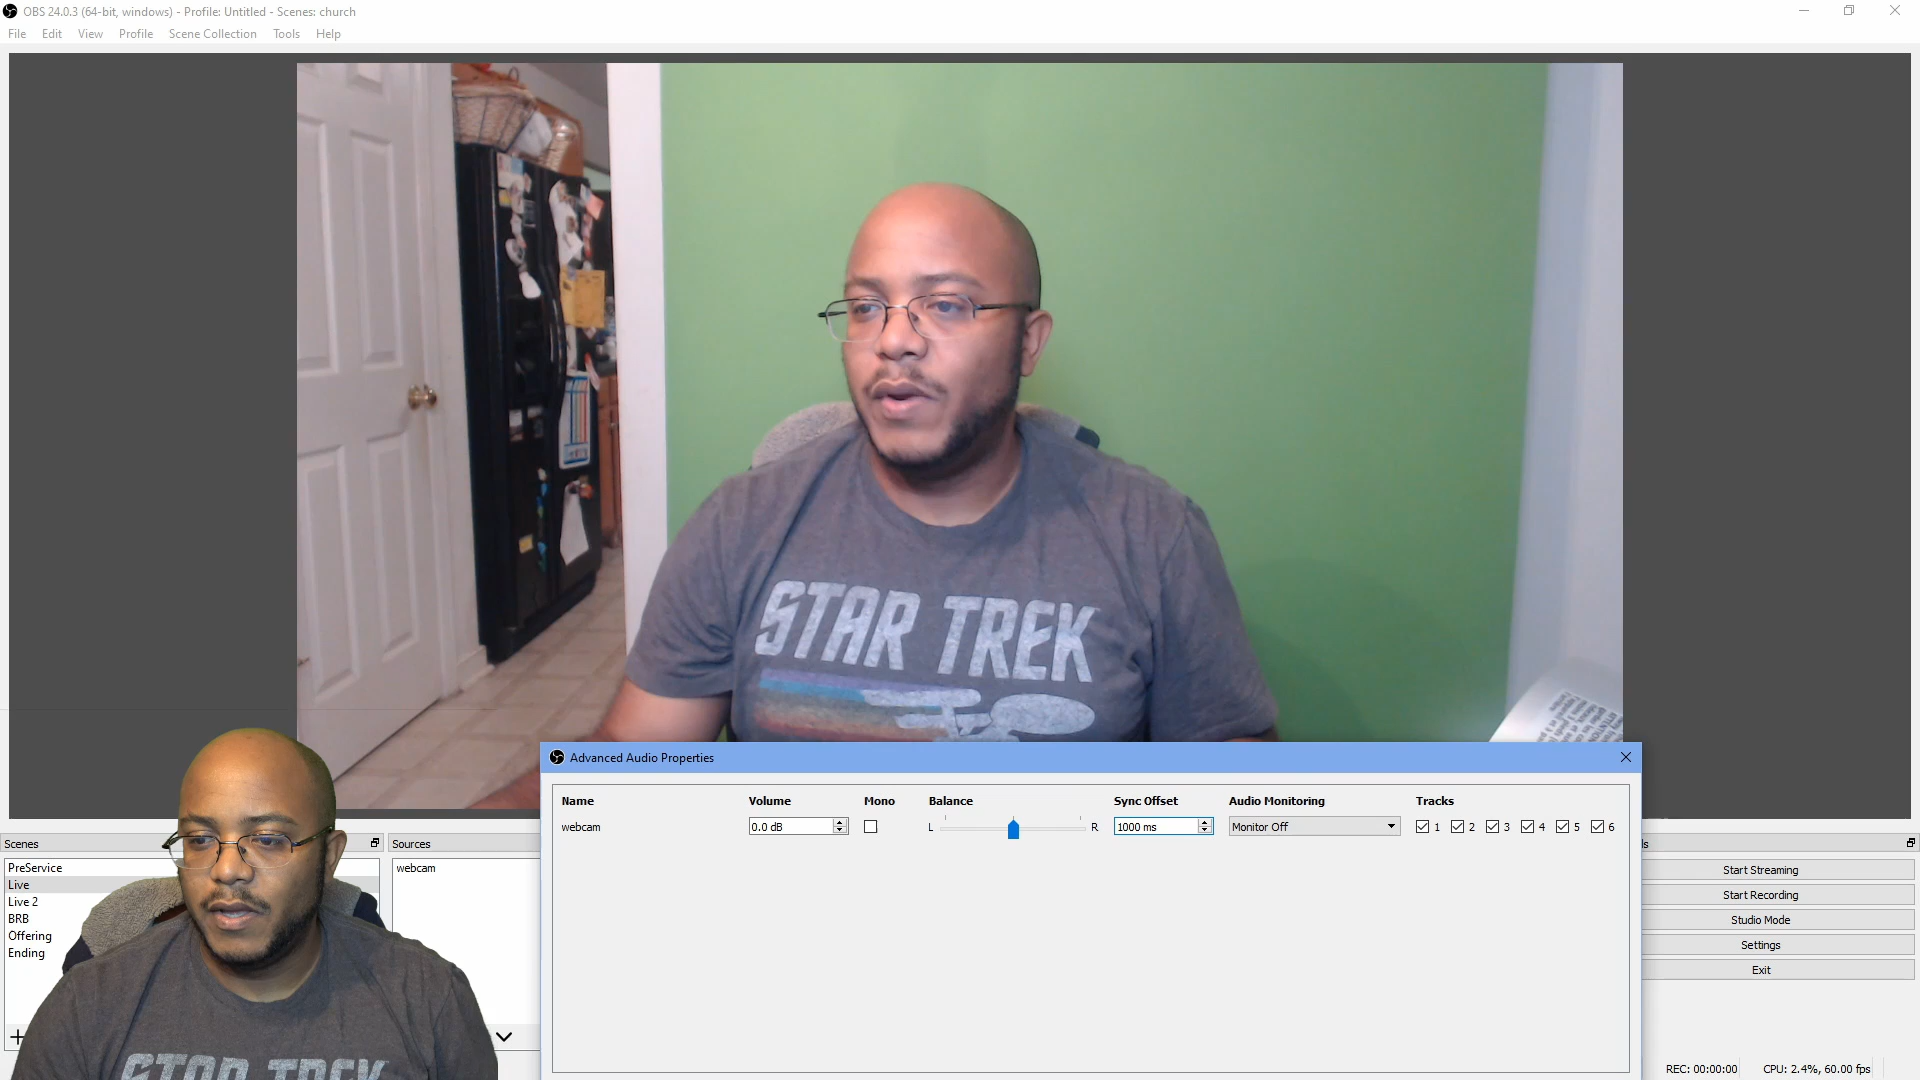 OBS 24.0.3 (64-bit, windows) - Profile: Untitled - Scenes: church
File Edit View Profile Scene Collection Tools Help
STAR TREK
Advanced Audio Properties
Name Volume Mono Balance Sync Offset Audio Monitoring Tracks
webcam 0.0 dB L R 1000 ms Monitor Off 1 2 3 4 5 6
Scenes
PreService
Live
Live 2
BRB
Offering
Ending
Sources
webcam
ls
Start Streaming
Start Recording
Studio Mode
Settings
Exit
STAR TREK
REC: 00:00:00 CPU: 2.4%, 60.00 fps